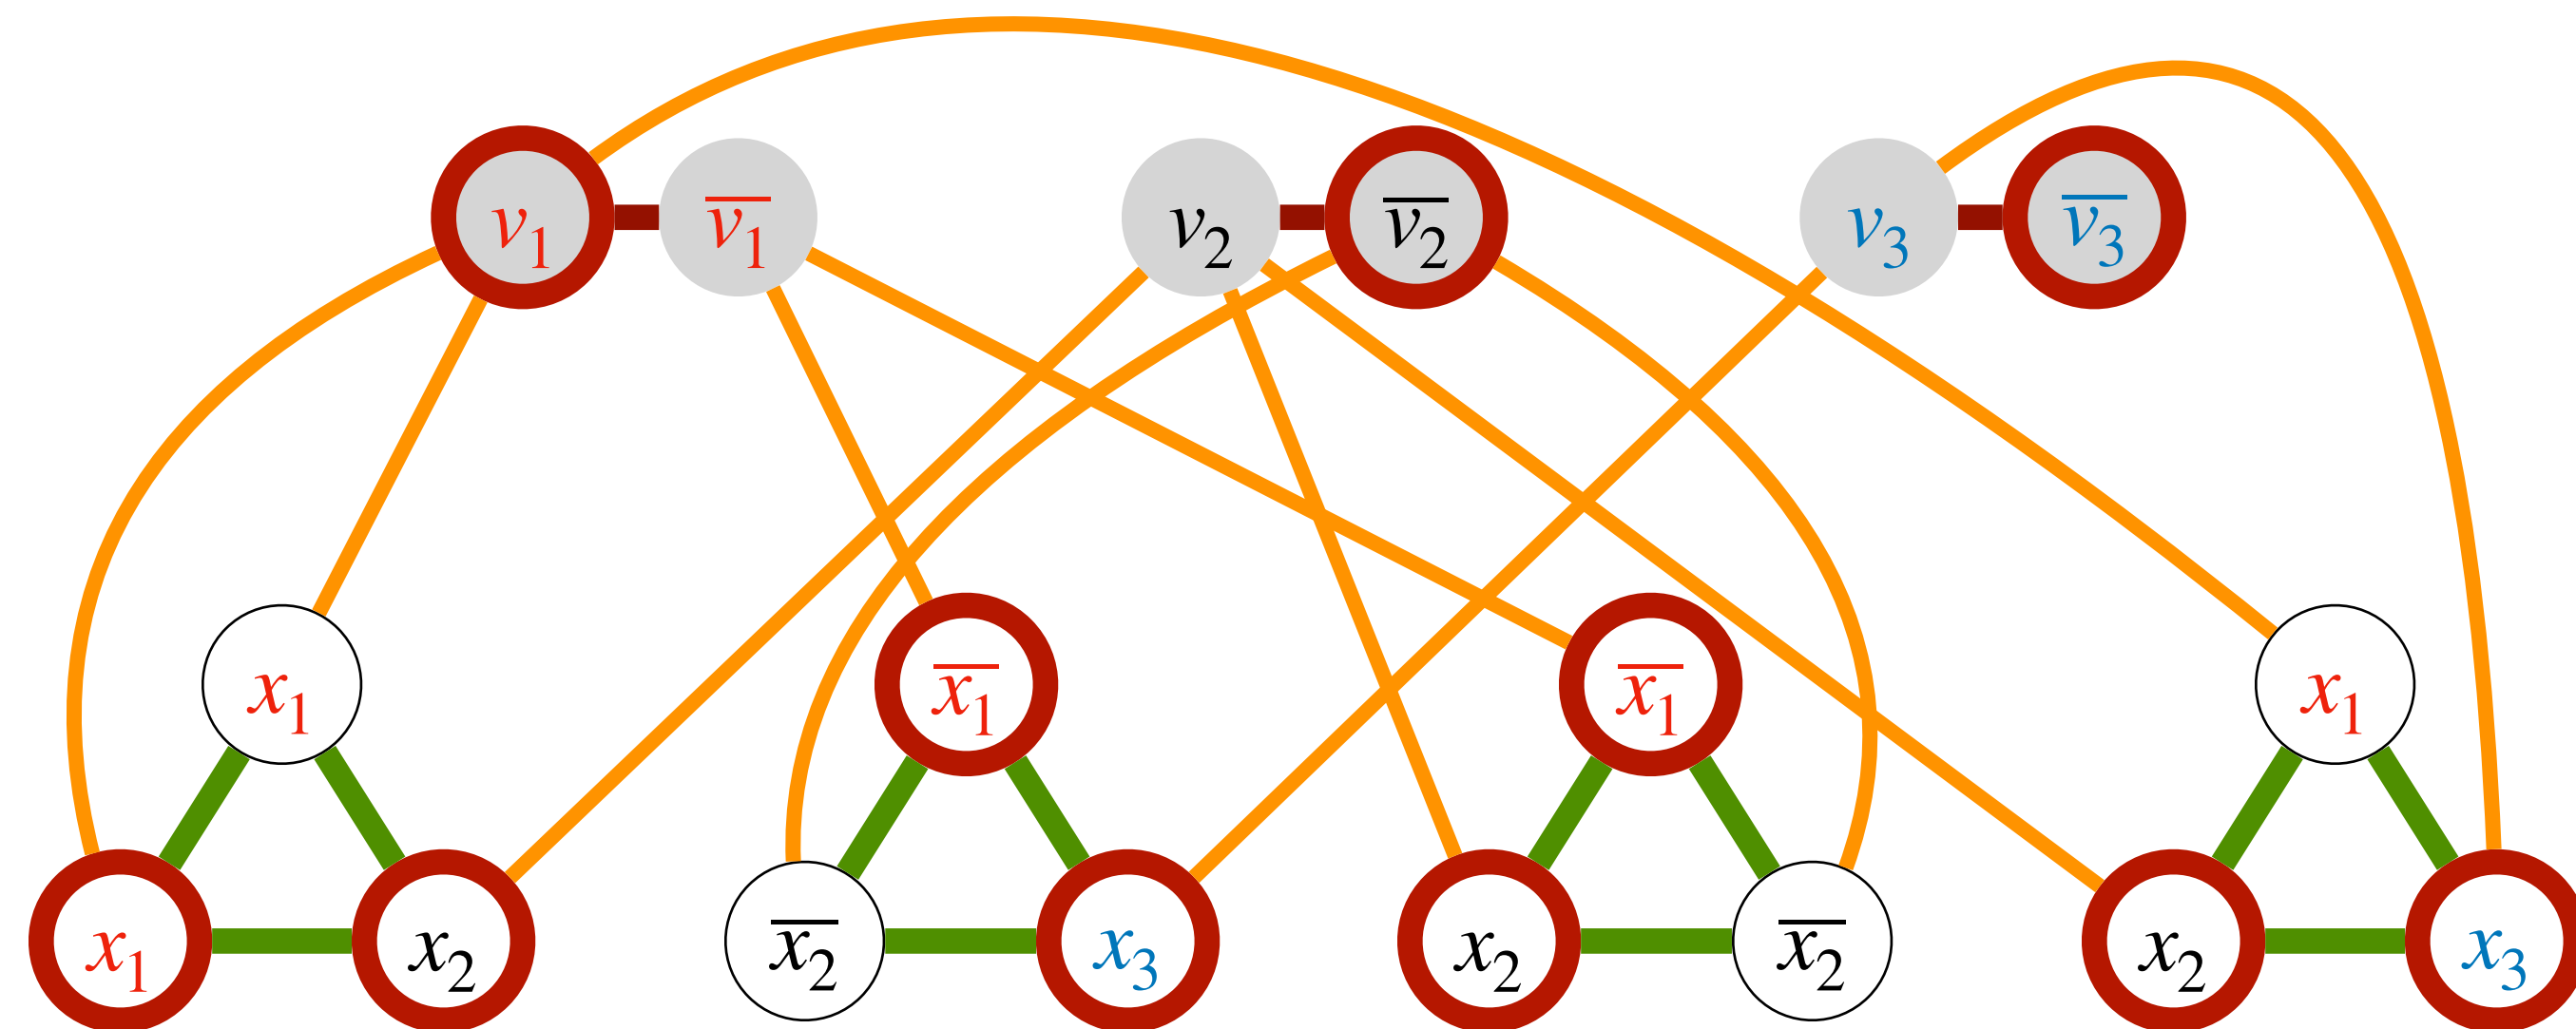 v₁ v̅₁ v₂ v̅₂ v₃ v̅₃
x₁ x̅₁ x̅₁ x₁
x₁ x₂ x̅₂ x₃ x₂ x̅₂ x₂ x₃